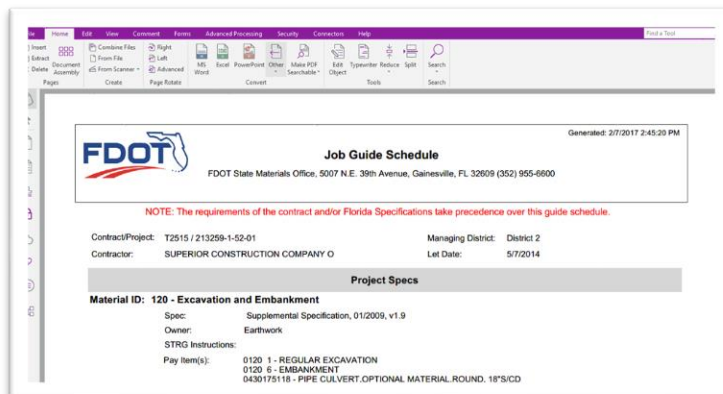 Home Edit View Comment Forms Advanced Processing Security Connectors Help Find a Tool
Insert Combine Files Right
Extract From File Left
Delete Document Assembly From Scanner Advanced MS Word Excel PowerPoint Other Make PDF Searchable Edit Object Typewriter Reduce Split Search
Pages Create Page Rotate Convert Tools Search
Generated: 2/7/2017 2:45:20 PM
FDOT
Job Guide Schedule
FDOT State Materials Office, 5007 N.E. 39th Avenue, Gainesville, FL 32609 (352) 955-6600
NOTE: The requirements of the contract and/or Florida Specifications take precedence over this guide schedule.
Contract/Project: T2515 / 213259-1-52-01 Managing District: District 2
Contractor: SUPERIOR CONSTRUCTION COMPANY O Let Date: 5/7/2014
Project Specs
Material ID: 120 - Excavation and Embankment
Spec: Supplemental Specification, 01/2009, v1.9
Owner: Earthwork
STRG Instructions:
Pay Item(s): 0120 1 - REGULAR EXCAVATION
0120 6 - EMBANKMENT
0430175118 - PIPE CULVERT,OPTIONAL MATERIAL,ROUND, 18"S/CD